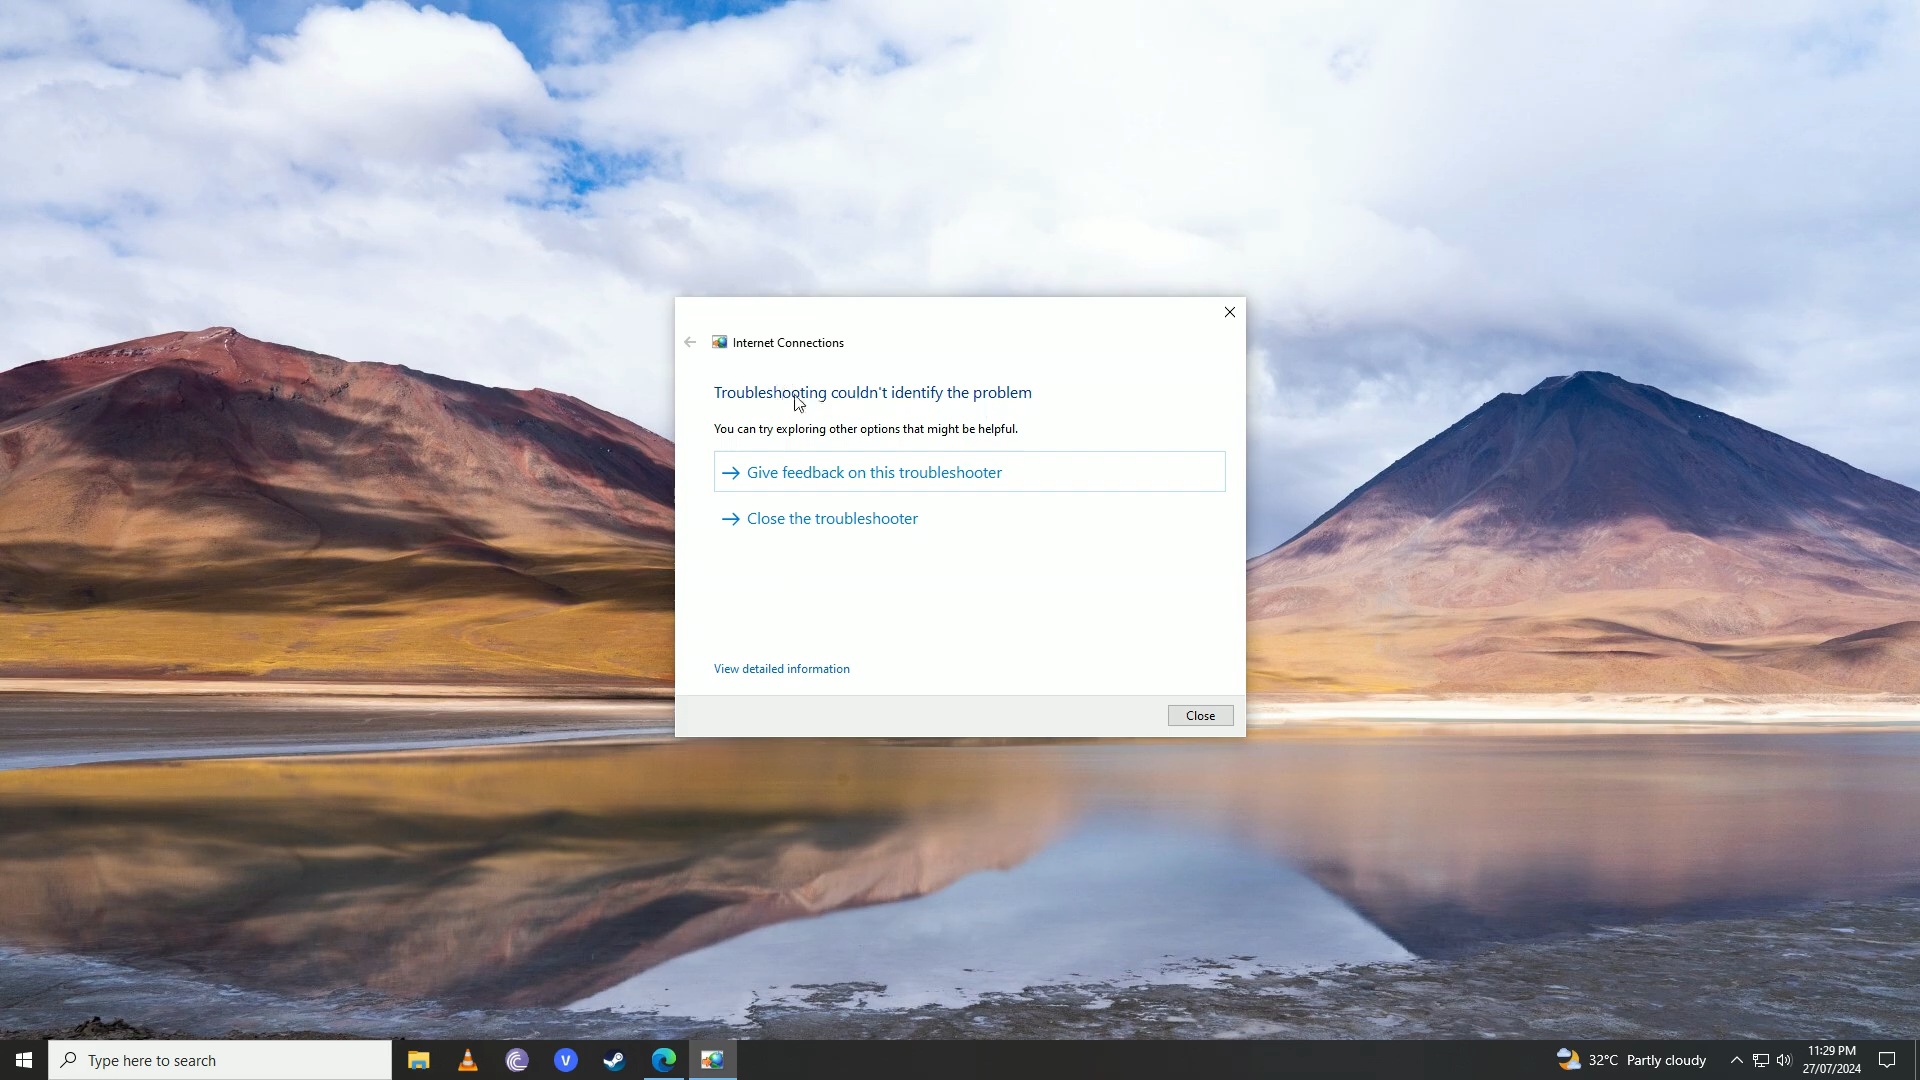 Internet Connections
Troubleshooting couldn't identify the problem
You can try exploring other options that might be helpful.
Give feedback on this troubleshooter
Close the troubleshooter
View detailed information
Close
Type here to search
V
32°C Partly cloudy
11:29 PM
27/07/2024